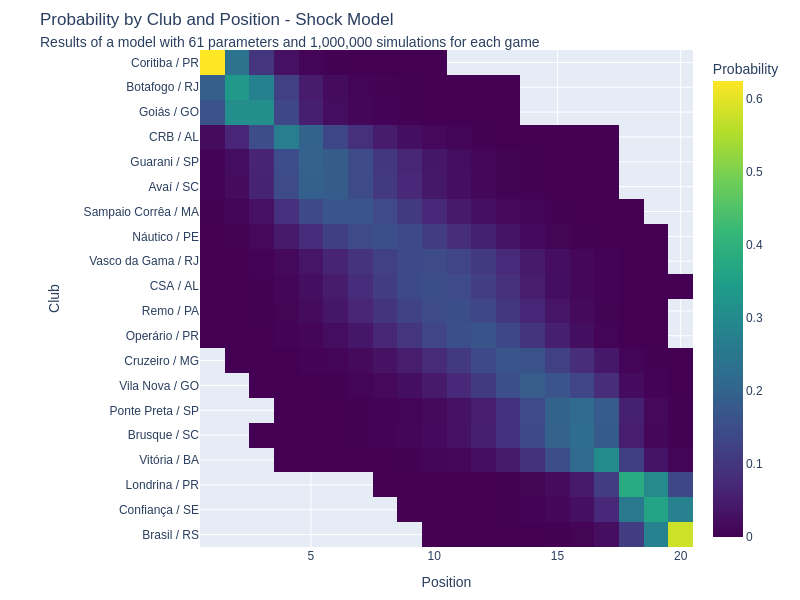 Probability by Club and Position - Shock Model
Results of a model with 61 parameters and 1,000,000 simulations for each game
Probability
Club
Coritiba / PR
Botafogo / RJ
Goiás / GO
CRB / AL
Guarani / SP
Avaí / SC
Sampaio Corrêa / MA
Náutico / PE
Vasco da Gama / RJ
CSA / AL
Remo / PA
Operário / PR
Cruzeiro / MG
Vila Nova / GO
Ponte Preta / SP
Brusque / SC
Vitória / BA
Londrina / PR
Confiança / SE
Brasil / RS
5
10
15
20
Position
0.6
0.5
0.4
0.3
0.2
0.1
0